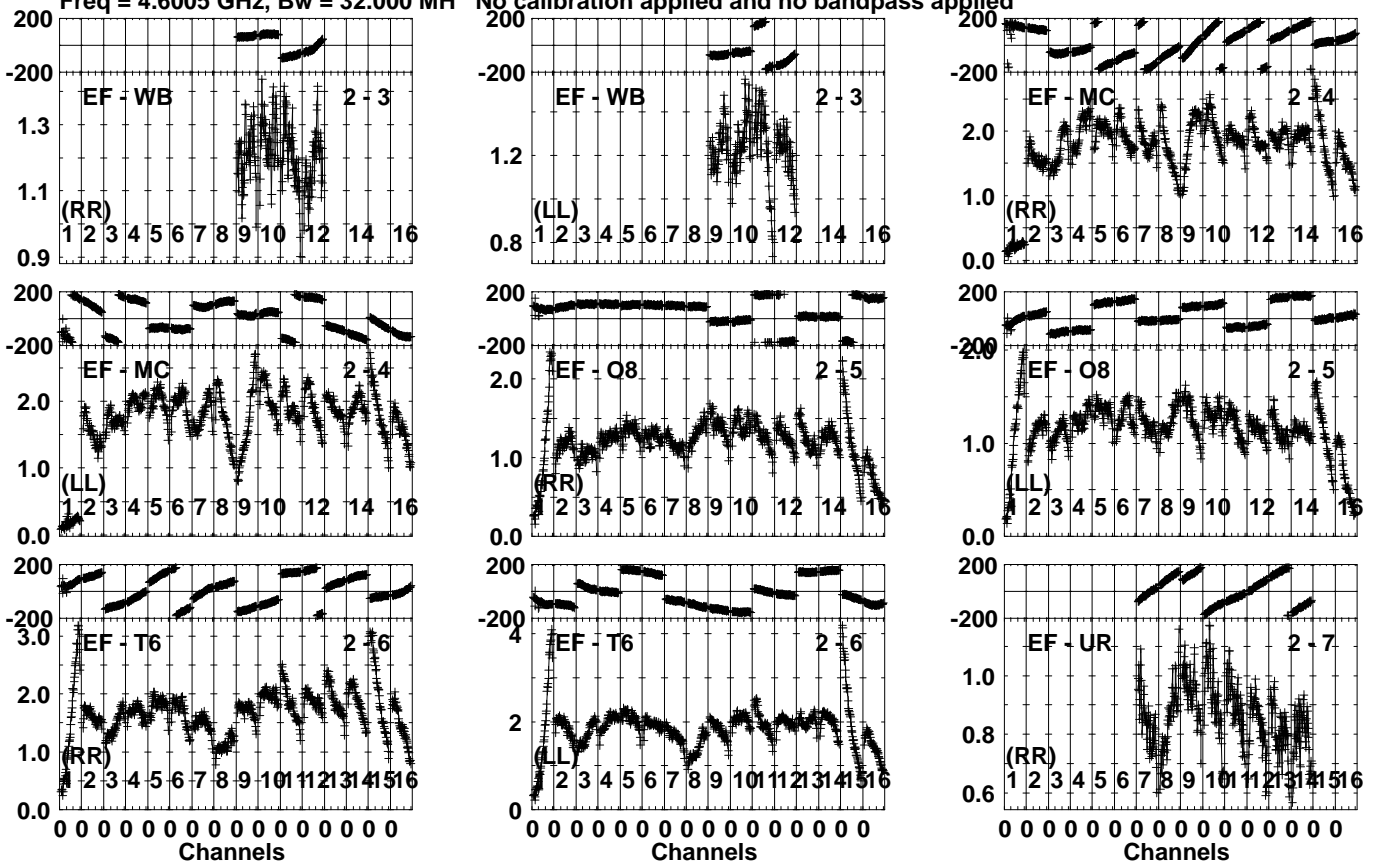 Freq = 4.6005 GHz, Bw = 32.000 MH No calibration applied and no bandpass applied
200
-200
EF - WB 2 - 3
1.3
1.1
0.9
(RR)
1 2 3 4 5 6 7 8 9 10 12 14 16
200
-200
EF - WB 2 - 3
1.2
0.8
(LL)
1 2 3 4 5 6 7 8 9 10 12 14 16
200
-200
EF - MC 2 - 4
2.0
1.0
0.0
(RR)
1 2 3 4 5 6 7 8 9 10 12 14 16
200
-200
EF - MC 2 - 4
2.0
1.0
0.0
(LL)
1 2 3 4 5 6 7 8 9 10 12 14 16
200
-200
EF - O8 2 - 5
2.0
1.0
0.0
(RR)
2 3 4 5 6 7 8 9 10 12 14 16
200
-200
2.0
EF - O8 2 - 5
1.0
0.0
(LL)
2 3 4 5 6 7 8 9 10 12 14 16
200
-200
EF - T6 2 - 6
3.0
2.0
1.0
0.0
(RR)
2 3 4 5 6 7 8 9 10 11 12 13 14 15 16
0 0 0 0 0 0 0 0 0 0 0 0 0 0 0 0
Channels
200
-200
EF - T6 2 - 6
4
2
0
(LL)
2 3 4 5 6 7 8 9 10 11 12 13 14 15 16
0 0 0 0 0 0 0 0 0 0 0 0 0 0 0 0
Channels
200
-200
EF - UR 2 - 7
1.0
0.8
0.6
(RR)
1 2 3 4 5 6 7 8 9 10 11 12 13 14 15 16
0 0 0 0 0 0 0 0 0 0 0 0 0 0 0 0
Channels